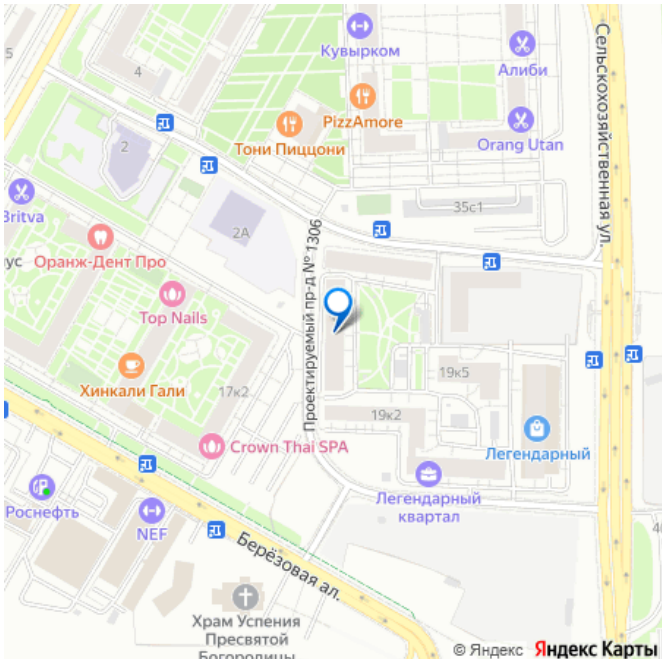 Кувырком
Алиби
4
PizzAmore
Тони Пиццони
Orang Utan
2
Сельскохозяйственная ул.
Britva
35с1
2А
ус
Оранж-Дент Про
Проектируемый пр-д № 1306
Top Nails
Хинкали Гали
17к2
19к5
19к2
Crown Thai SPA
Легендарный
Легендарный
квартал
Роснефть
NEF
Берёзовая ал.
Храм Успения
Пресвятой
Богородицы
© Яндекс Яндекс Карты